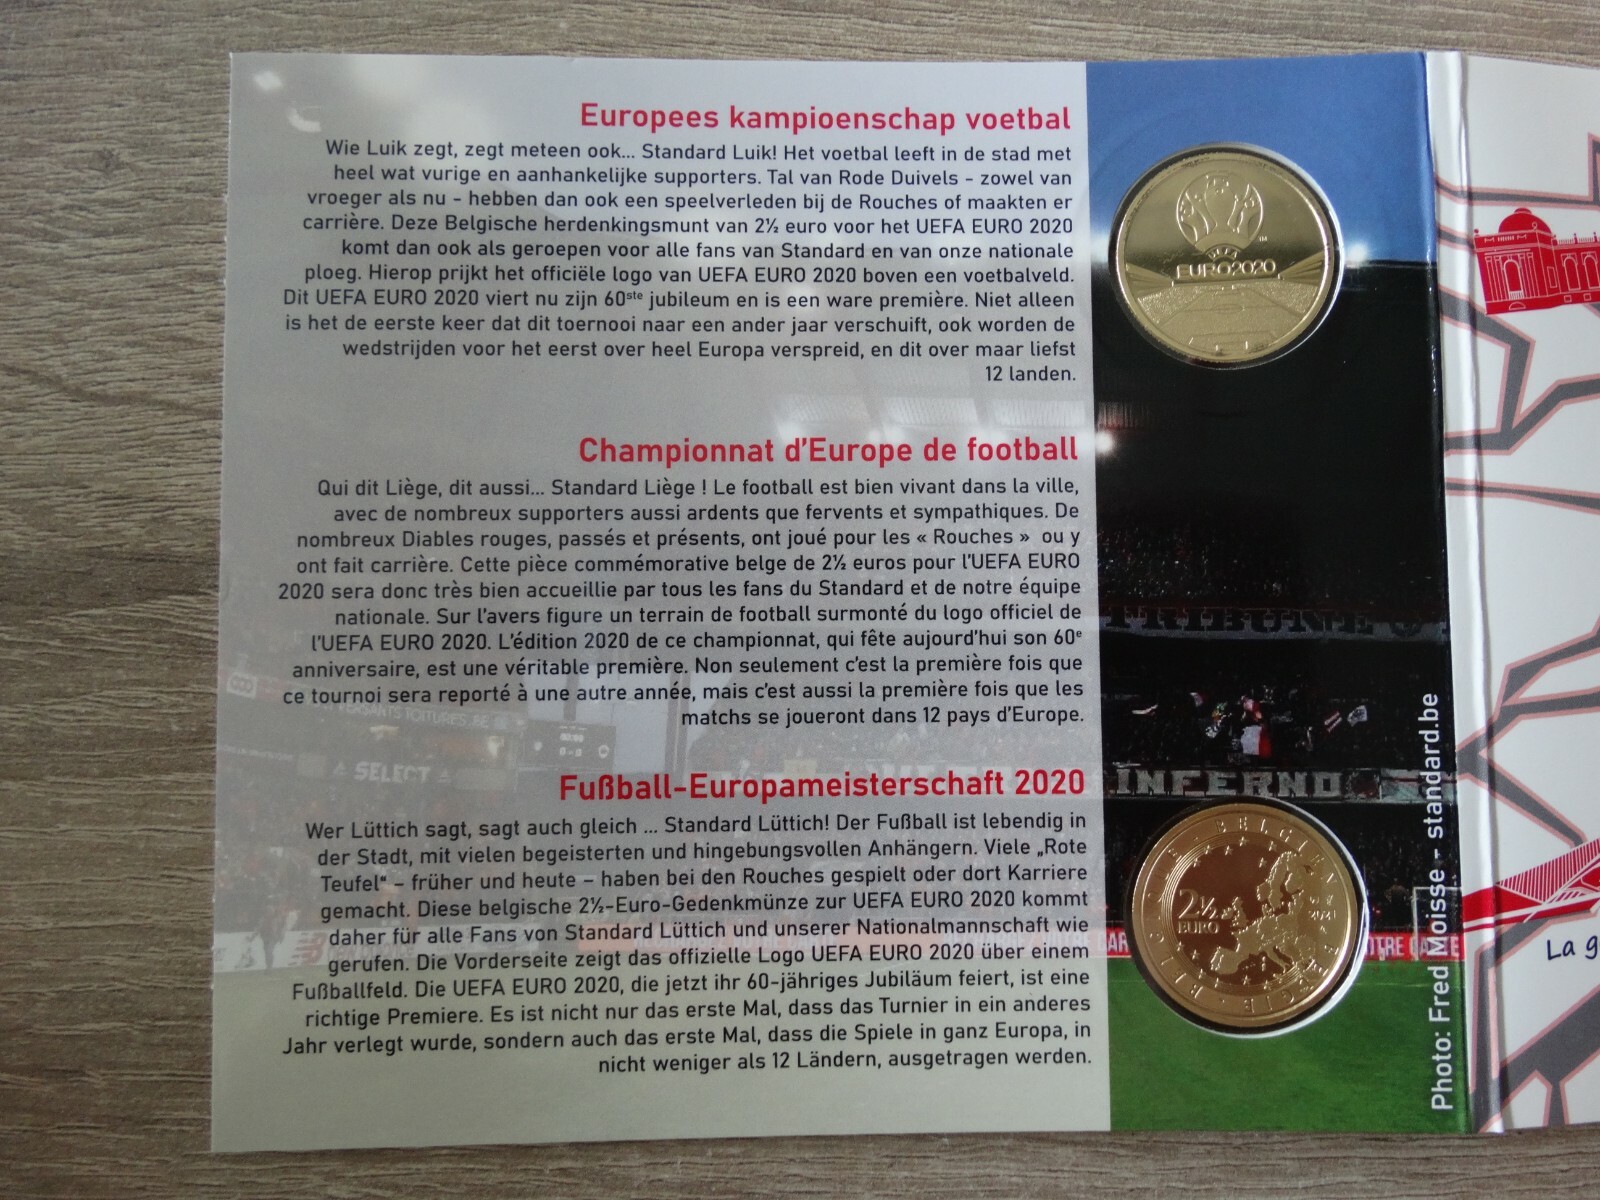 Europees kampioenschap voetbal
Wie Luik zegt, zegt meteen ook... Standard Luik! Het voetbal leeft in de stad met
heel wat vurige en aanhankelijke supporters. Tal van Rode Duivels - zowel van
vroeger als nu - hebben dan ook een speelverleden bij de Rouches of maakten er
carrière. Deze Belgische herdenkingsmunt van 2½ euro voor het UEFA EURO 2020
komt dan ook als geroepen voor alle fans van Standard en van onze nationale
ploeg. Hierop prijkt het officiële logo van UEFA EURO 2020 boven een voetbalveld.
Dit UEFA EURO 2020 viert nu zijn 60ste jubileum en is een ware première. Niet alleen
is het de eerste keer dat dit toernooi naar een ander jaar verschuift, ook worden de
wedstrijden voor het eerst over heel Europa verspreid, en dit over maar liefst
12 landen.
Championnat d'Europe de football
Qui dit Liège, dit aussi... Standard Liège ! Le football est bien vivant dans la ville,
avec de nombreux supporters aussi ardents que fervents et sympathiques. De
nombreux Diables rouges, passés et présents, ont joué pour les « Rouches » ou y
ont fait carrière. Cette pièce commémorative belge de 2½ euros pour l'UEFA EURO
2020 sera donc très bien accueillie par tous les fans du Standard et de notre équipe
nationale. Sur l'avers figure un terrain de football surmonté du logo officiel de
l'UEFA EURO 2020. L'édition 2020 de ce championnat, qui fête aujourd'hui son 60e
anniversaire, est une véritable première. Non seulement c'est la première fois que
ce tournoi sera reporté à une autre année, mais c'est aussi la première fois que les
matchs se joueront dans 12 pays d'Europe.
Fußball-Europameisterschaft 2020
Wer Lüttich sagt, sagt auch gleich ... Standard Lüttich! Der Fußball ist lebendig in
der Stadt, mit vielen begeisterten und hingebungsvollen Anhängern. Viele „Rote
Teufel“ – früher und heute – haben bei den Rouches gespielt oder dort Karriere
gemacht. Diese belgische 2½-Euro-Gedenkmünze zur UEFA EURO 2020 kommt
daher für alle Fans von Standard Lüttich und unserer Nationalmannschaft wie
gerufen. Die Vorderseite zeigt das offizielle Logo UEFA EURO 2020 über einem
Fußballfeld. Die UEFA EURO 2020, die jetzt ihr 60-jähriges Jubiläum feiert, ist eine
richtige Premiere. Es ist nicht nur das erste Mal, dass das Turnier in ein anderes
Jahr verlegt wurde, sondern auch das erste Mal, dass die Spiele in ganz Europa, in
nicht weniger als 12 Ländern, ausgetragen werden.
UEFA
EURO2020
TM
TRIBUNE
INFERNO
BELGIQUE - BELGIEN - BELGIË
2½
EURO
2021
SELECT
TOITURES.BE
Photo: Fred Moisse - standard.be
La g